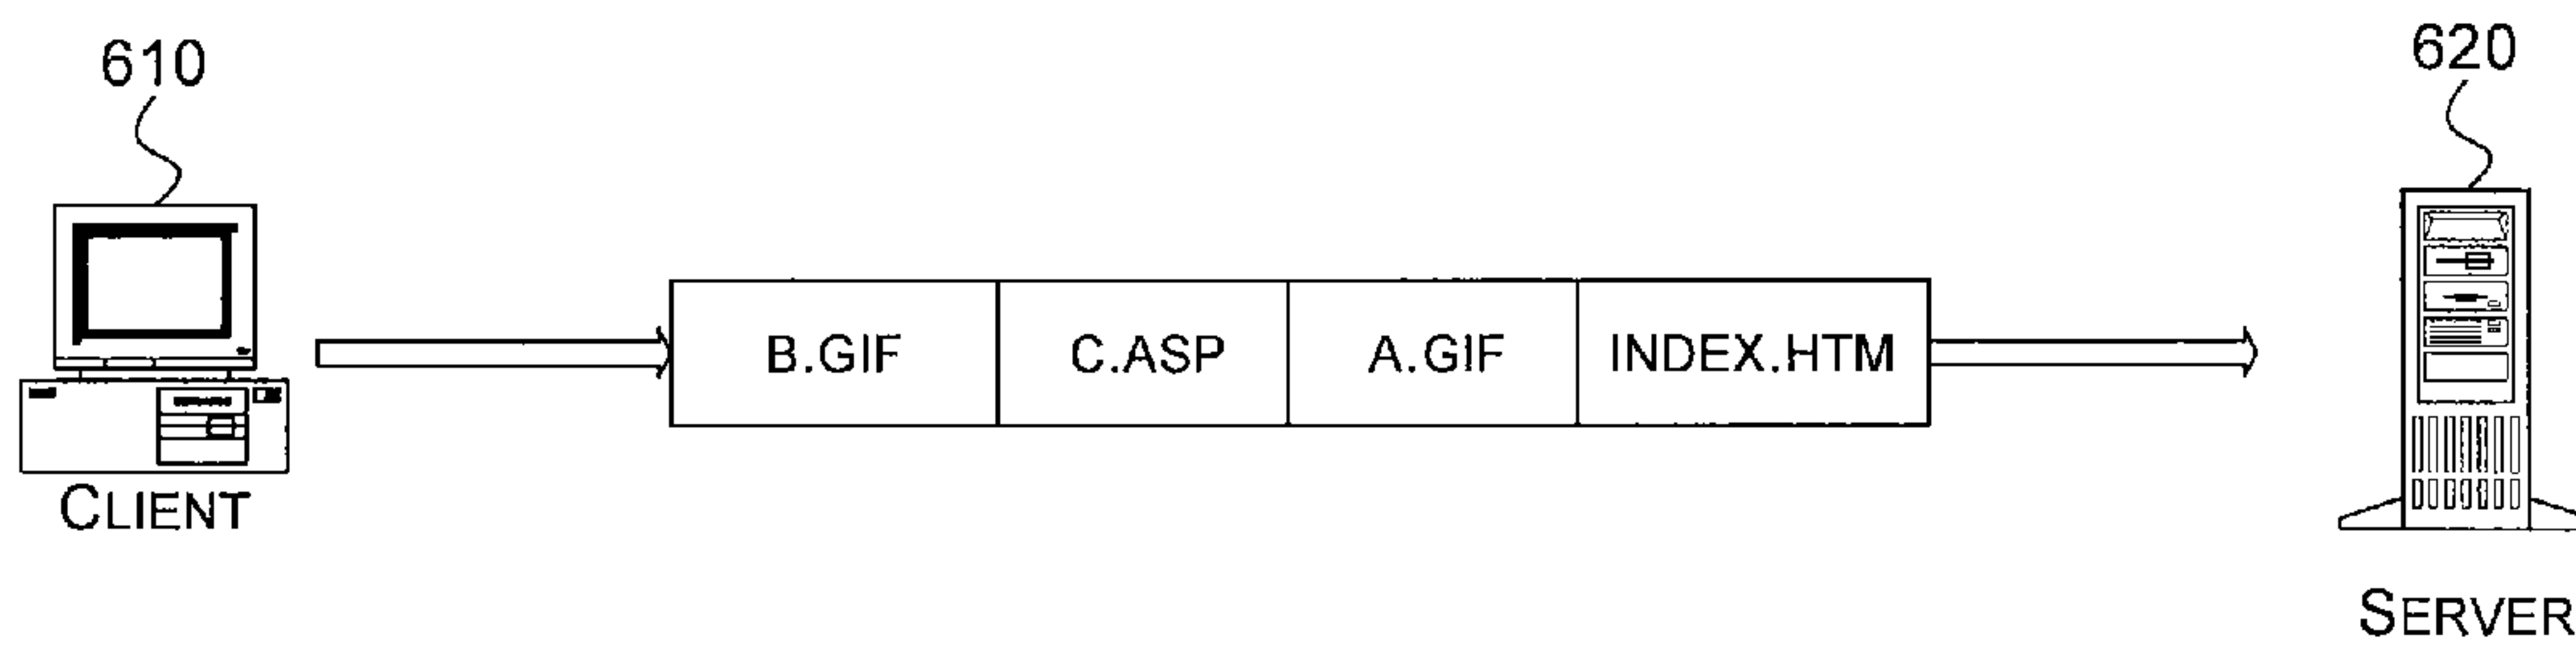 610
620
B.GIF C.ASP A.GIF INDEX.HTM
CLIENT
SERVER